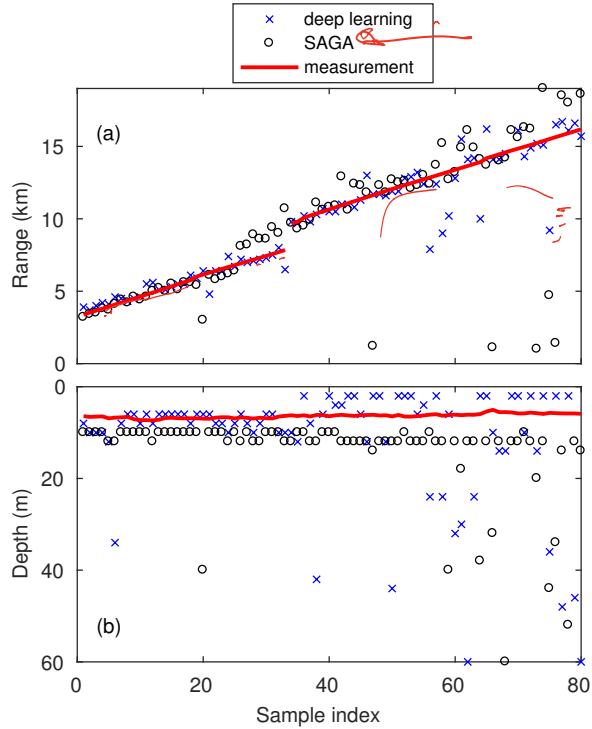 deep learning
SAGA
measurement
(a)
Range (km)
15
10
5
0
(b)
Depth (m)
0
20
40
60
0
20
40
60
80
Sample index